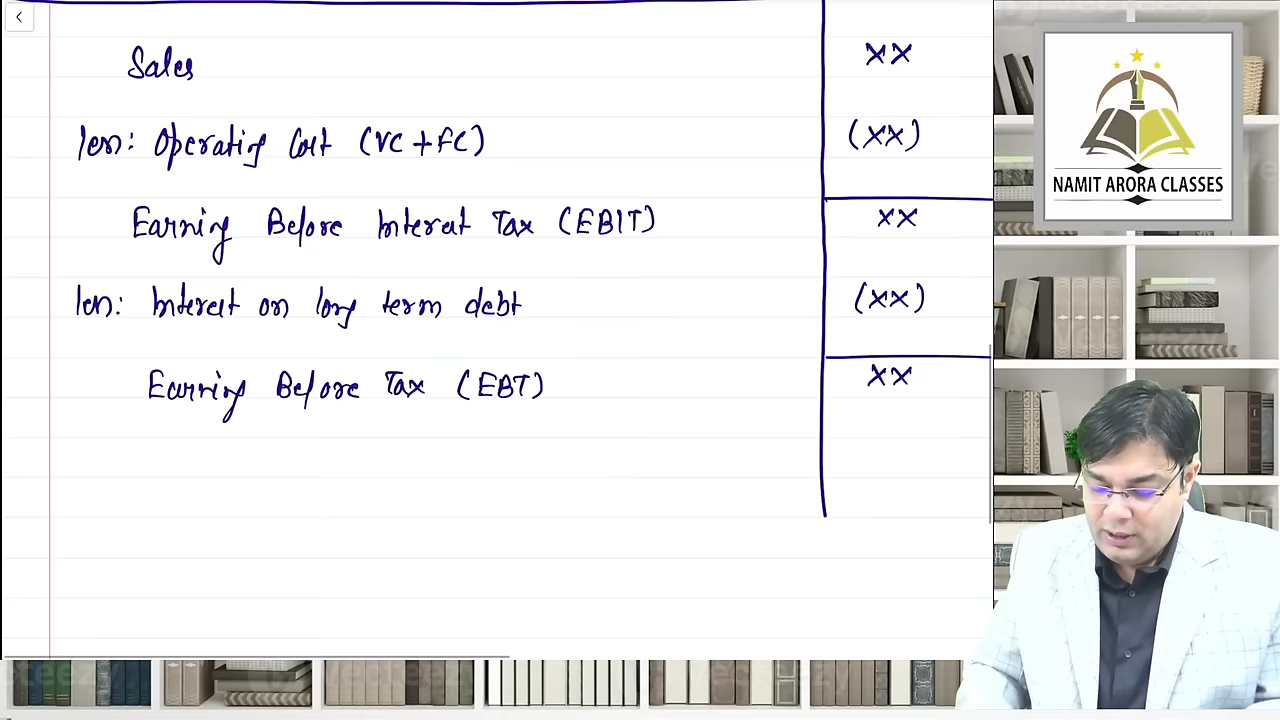 Sales XX
less: Operating Cost (VC + FC) (XX)
Earning Before Interest Tax (EBIT) XX
less: Interest on long term debt (XX)
Earning Before Tax (EBT) XX
NAMIT ARORA CLASSES